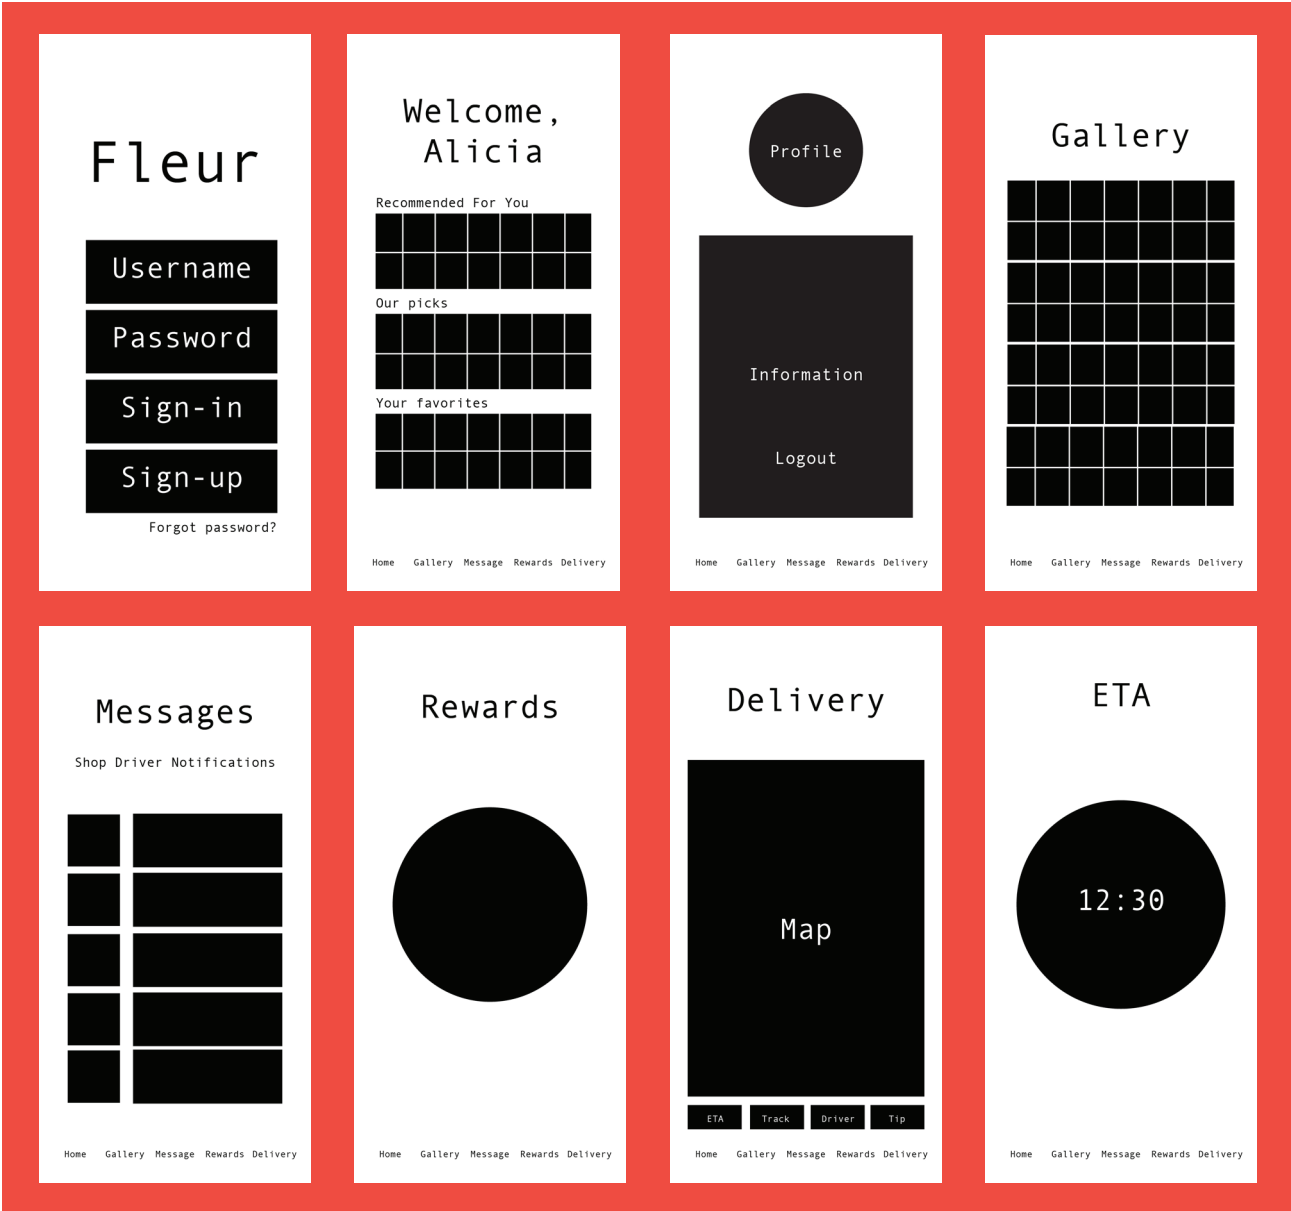 Fleur
Username
Password
Sign-in
Sign-up
Forgot password?
Welcome,
Alicia
Recommended For You
Our picks
Your favorites
Home Gallery Message Rewards Delivery
Profile
Information
Logout
Home Gallery Message Rewards Delivery
Gallery
Home Gallery Message Rewards Delivery
Messages
Shop Driver Notifications
Home Gallery Message Rewards Delivery
Rewards
Home Gallery Message Rewards Delivery
Delivery
Map
ETA Track Driver Tip
Home Gallery Message Rewards Delivery
ETA
12:30
Home Gallery Message Rewards Delivery